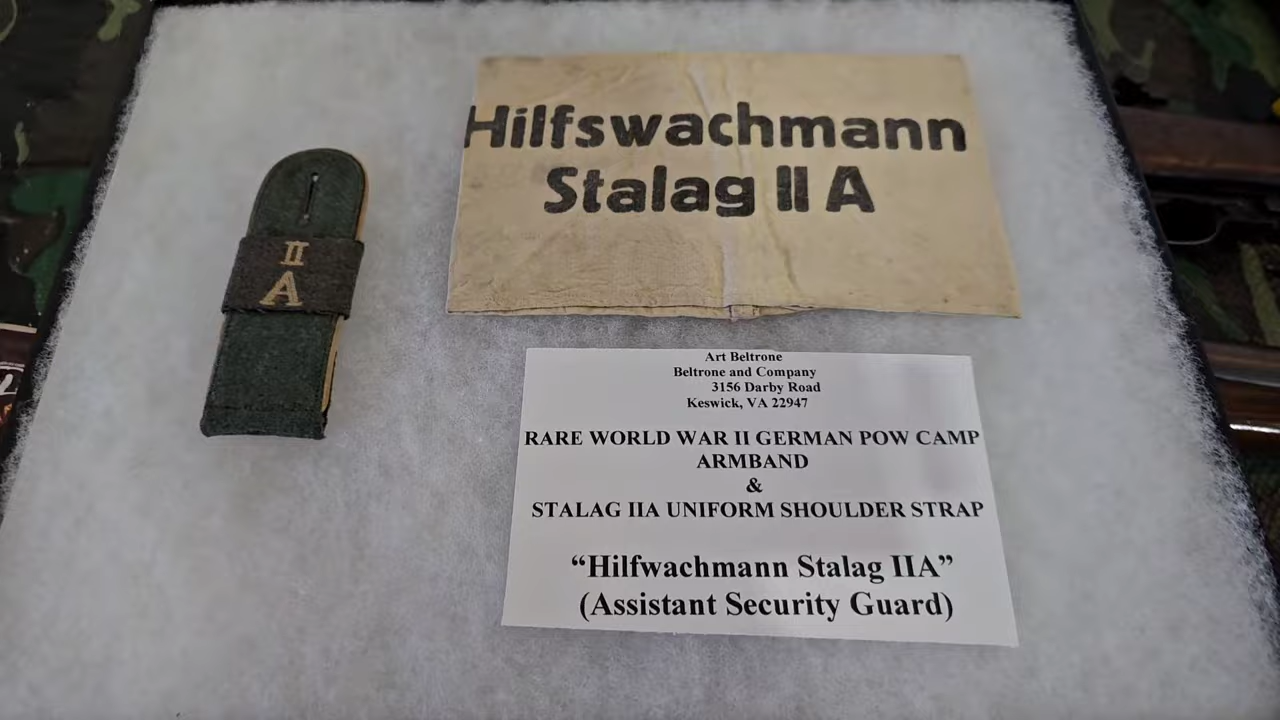 II
A
Hilfswachmann
Stalag II A
Art Beltrone
Beltrone and Company
3156 Darby Road
Keswick, VA 22947
RARE WORLD WAR II GERMAN POW CAMP
ARMBAND
&
STALAG IIA UNIFORM SHOULDER STRAP
“Hilfwachmann Stalag IIA”
(Assistant Security Guard)